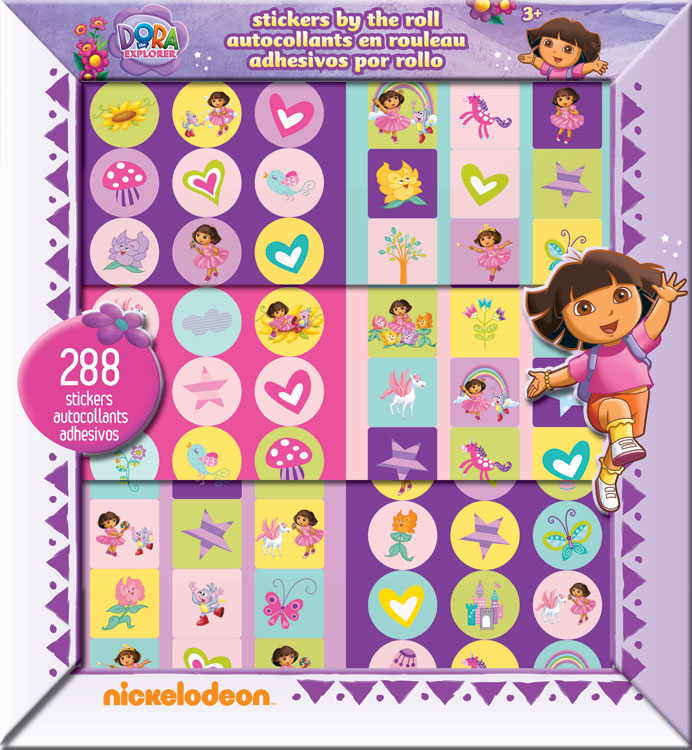 DORA
EXPLORER
stickers by the roll
autocollants en rouleau
adhesivos por rollo
3+
288
stickers
autocollants
adhesivos
nickelodeon